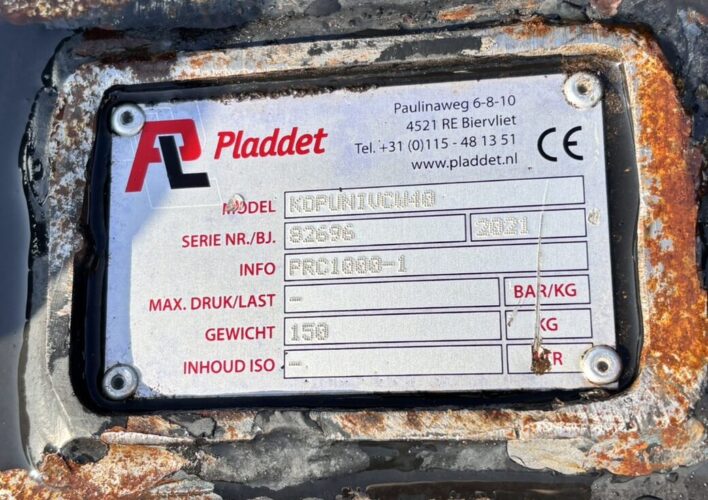 PL Pladdet
Paulinaweg 6-8-10
4521 RE Biervliet
Tel. +31 (0)115 - 48 13 51
www.pladdet.nl
CE
MODEL KOPUNIVCW40
SERIE NR./BJ. 82696 2021
INFO PRC1000-1
MAX. DRUK/LAST - BAR/KG
GEWICHT 150 KG
INHOUD ISO -